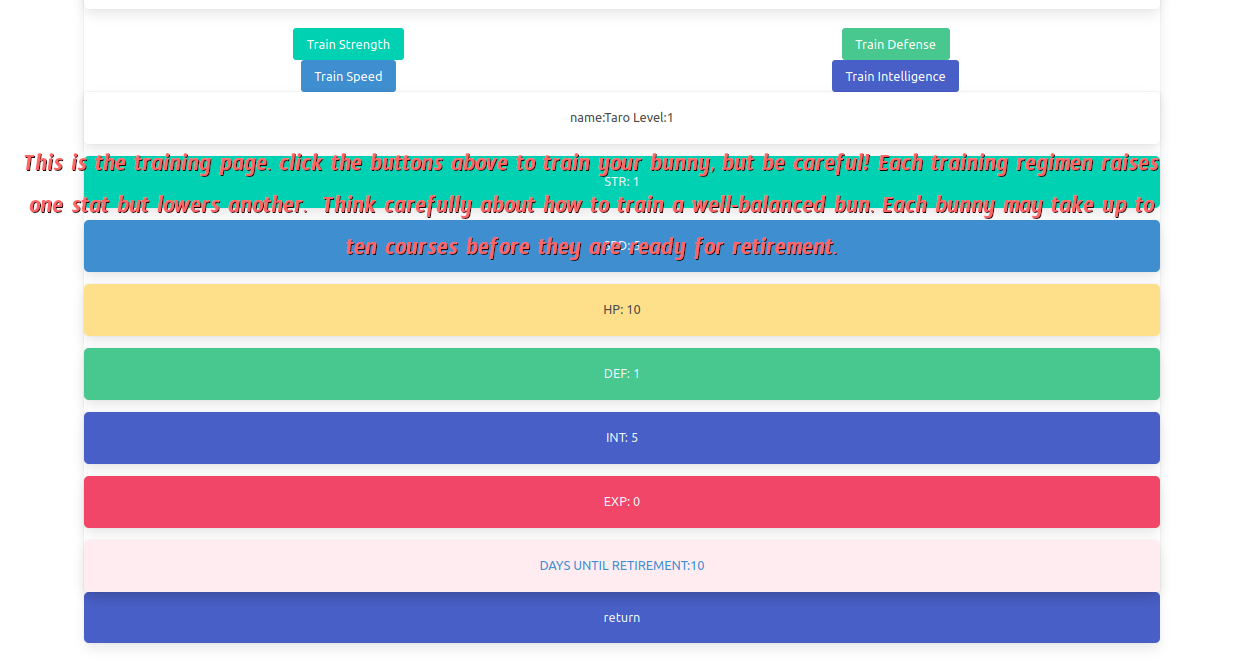 Train Strength
Train Defense
Train Speed
Train Intelligence
name:Taro Level:1
This is the training page. click the buttons above to train your bunny, but be careful! Each training regimen raises
STR: 1
one stat but lowers another. Think carefully about how to train a well-balanced bun. Each bunny may take up to
ten courses before they are ready for retirement.
HP: 10
DEF: 1
INT: 5
EXP: 0
DAYS UNTIL RETIREMENT:10
return